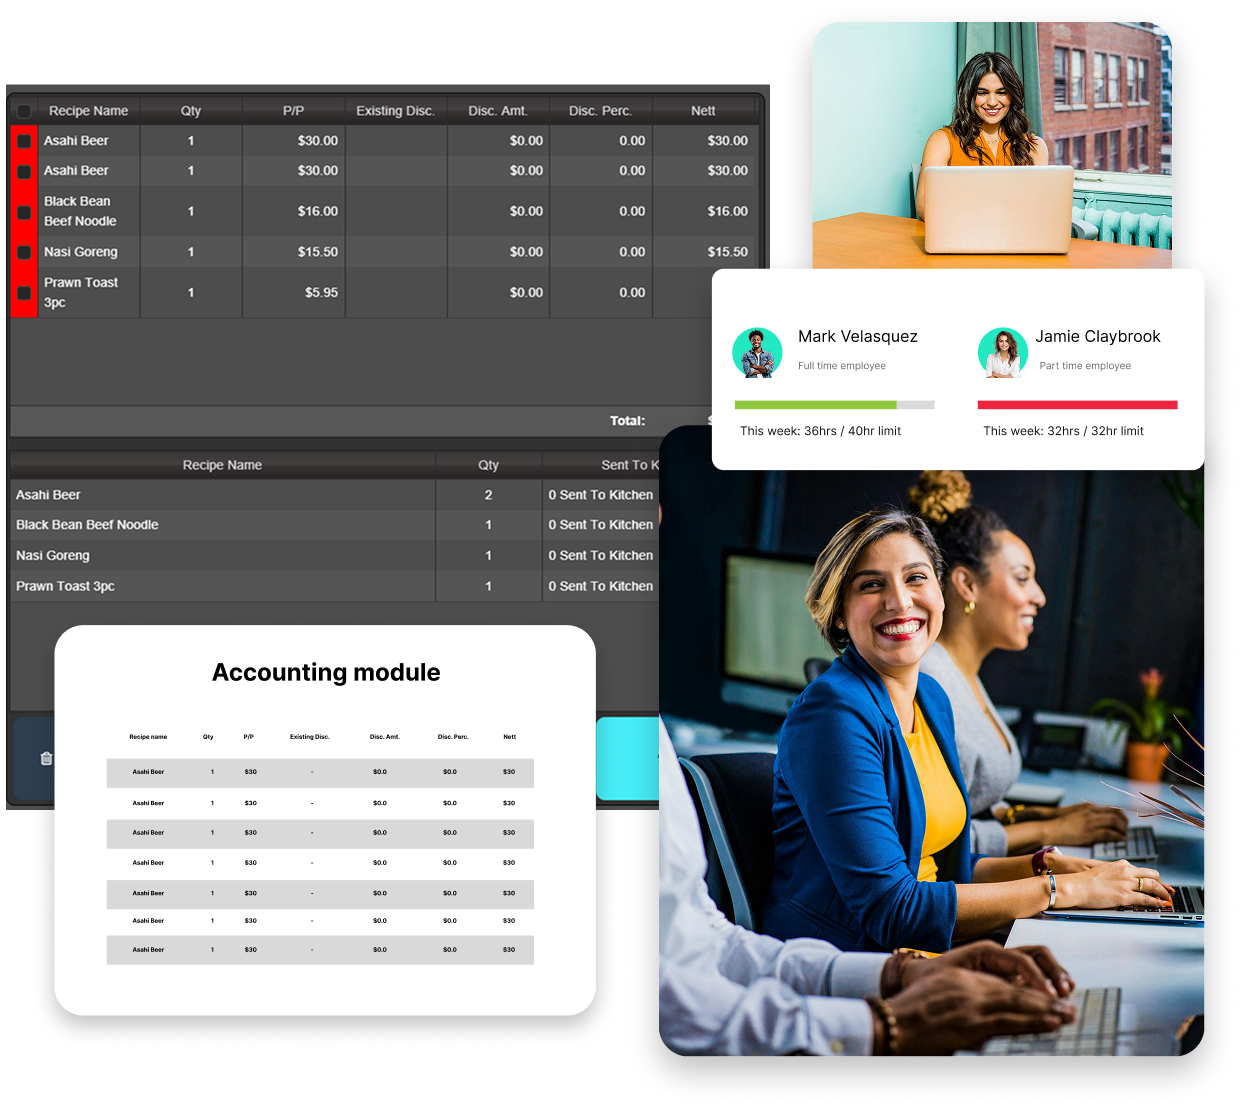 Recipe Name Qty P/P Existing Disc. Disc. Amt. Disc. Perc. Nett
Asahi Beer 1 $30.00 $0.00 0.00 $30.00
Asahi Beer 1 $30.00 $0.00 0.00 $30.00
Black Bean
Beef Noodle 1 $16.00 $0.00 0.00 $16.00
Nasi Goreng 1 $15.50 $0.00 0.00 $15.50
Prawn Toast
3pc 1 $5.95 $0.00 0.00
Total:
Recipe Name Qty Sent To K
Asahi Beer 2 0 Sent To Kitchen
Black Bean Beef Noodle 1 0 Sent To Kitchen
Nasi Goreng 1 0 Sent To Kitchen
Prawn Toast 3pc 1 0 Sent To Kitchen
Mark Velasquez
Full time employee
This week: 36hrs / 40hr limit
Jamie Claybrook
Part time employee
This week: 32hrs / 32hr limit
Accounting module
Recipe name Qty P/P Existing Disc. Disc. Amt. Disc. Perc. Nett
Asahi Beer 1 $30 - $0.0 $0.0 $30
Asahi Beer 1 $30 - $0.0 $0.0 $30
Asahi Beer 1 $30 - $0.0 $0.0 $30
Asahi Beer 1 $30 - $0.0 $0.0 $30
Asahi Beer 1 $30 - $0.0 $0.0 $30
Asahi Beer 1 $30 - $0.0 $0.0 $30
Asahi Beer 1 $30 - $0.0 $0.0 $30